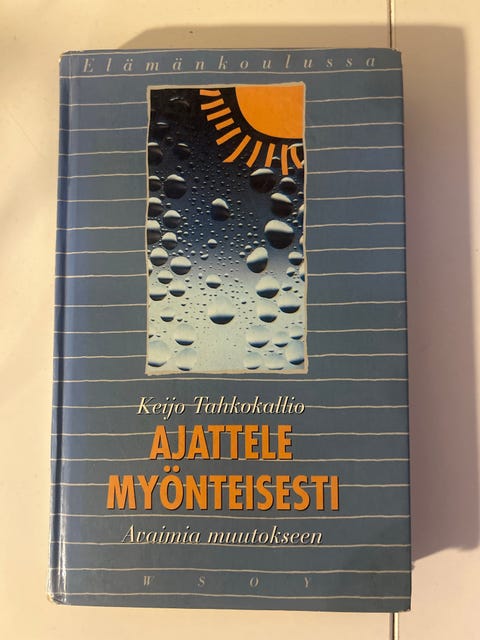 Elämänkoulussa
Keijo Tahkokallio
AJATTELE
MYÖNTEISESTI
Avaimia muutokseen
WSOY